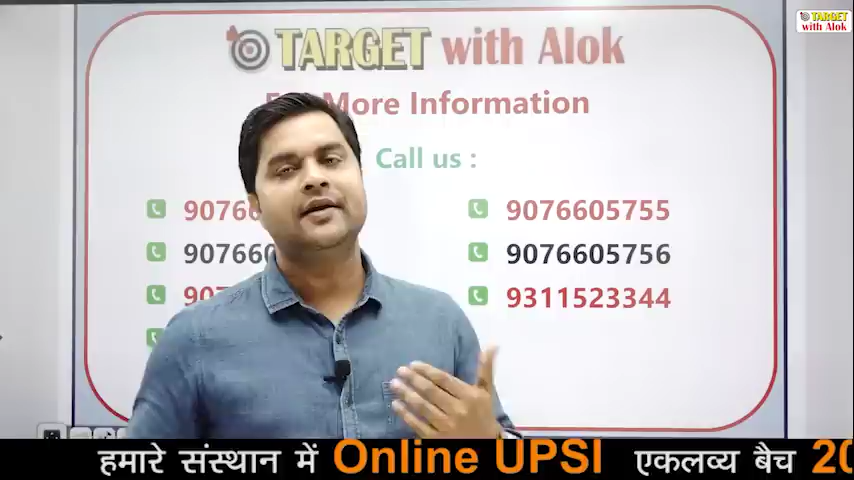 TARGET with Alok
TARGET
with Alok
More Information
Call us :
9076605755
9076605756
9311523344
हमारे संस्थान में Online UPSI एकलव्य बैच